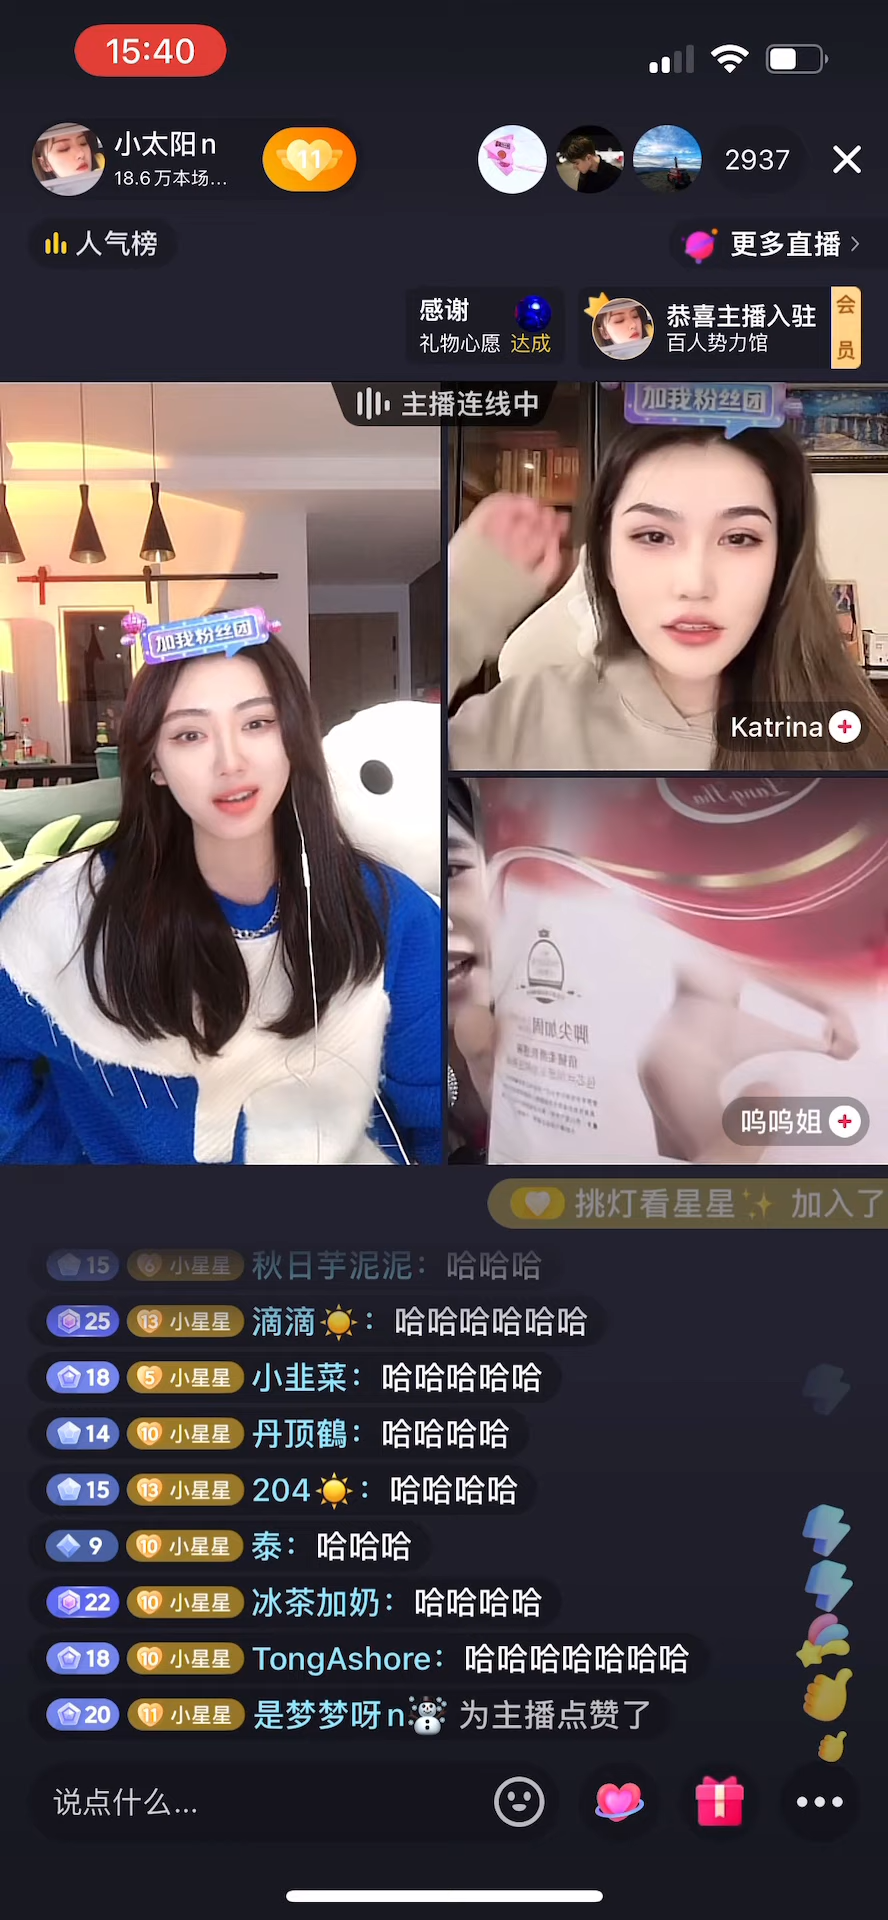 15:40
小太阳n
18.6万本场...
11
2937
人气榜
更多直播
感谢
礼物心愿 达成
恭喜主播入驻
百人势力馆
会员
主播连线中
加我粉丝团
加我粉丝团
Katrina
脚尖加固
呜呜姐
挑灯看星星✨ 加入了
15 6 小星星 秋日芋泥泥：哈哈哈
25 13 小星星 滴滴☀️：哈哈哈哈哈哈
18 5 小星星 小韭菜：哈哈哈哈哈
14 10 小星星 丹顶鶴：哈哈哈哈
15 13 小星星 204☀️：哈哈哈哈
9 10 小星星 泰：哈哈哈
22 10 小星星 冰茶加奶：哈哈哈哈
18 10 小星星 TongAshore：哈哈哈哈哈哈哈
20 11 小星星 是梦梦呀n☃️ 为主播点赞了
说点什么...